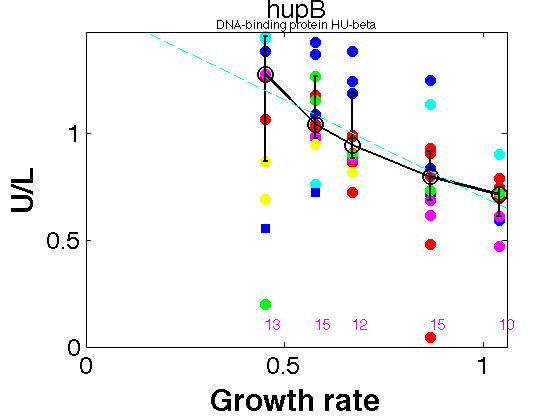 hupB
DNA-binding protein HU-beta
U/L
1
0.5
0
13 15 12 15 10
0 0.5 1
Growth rate